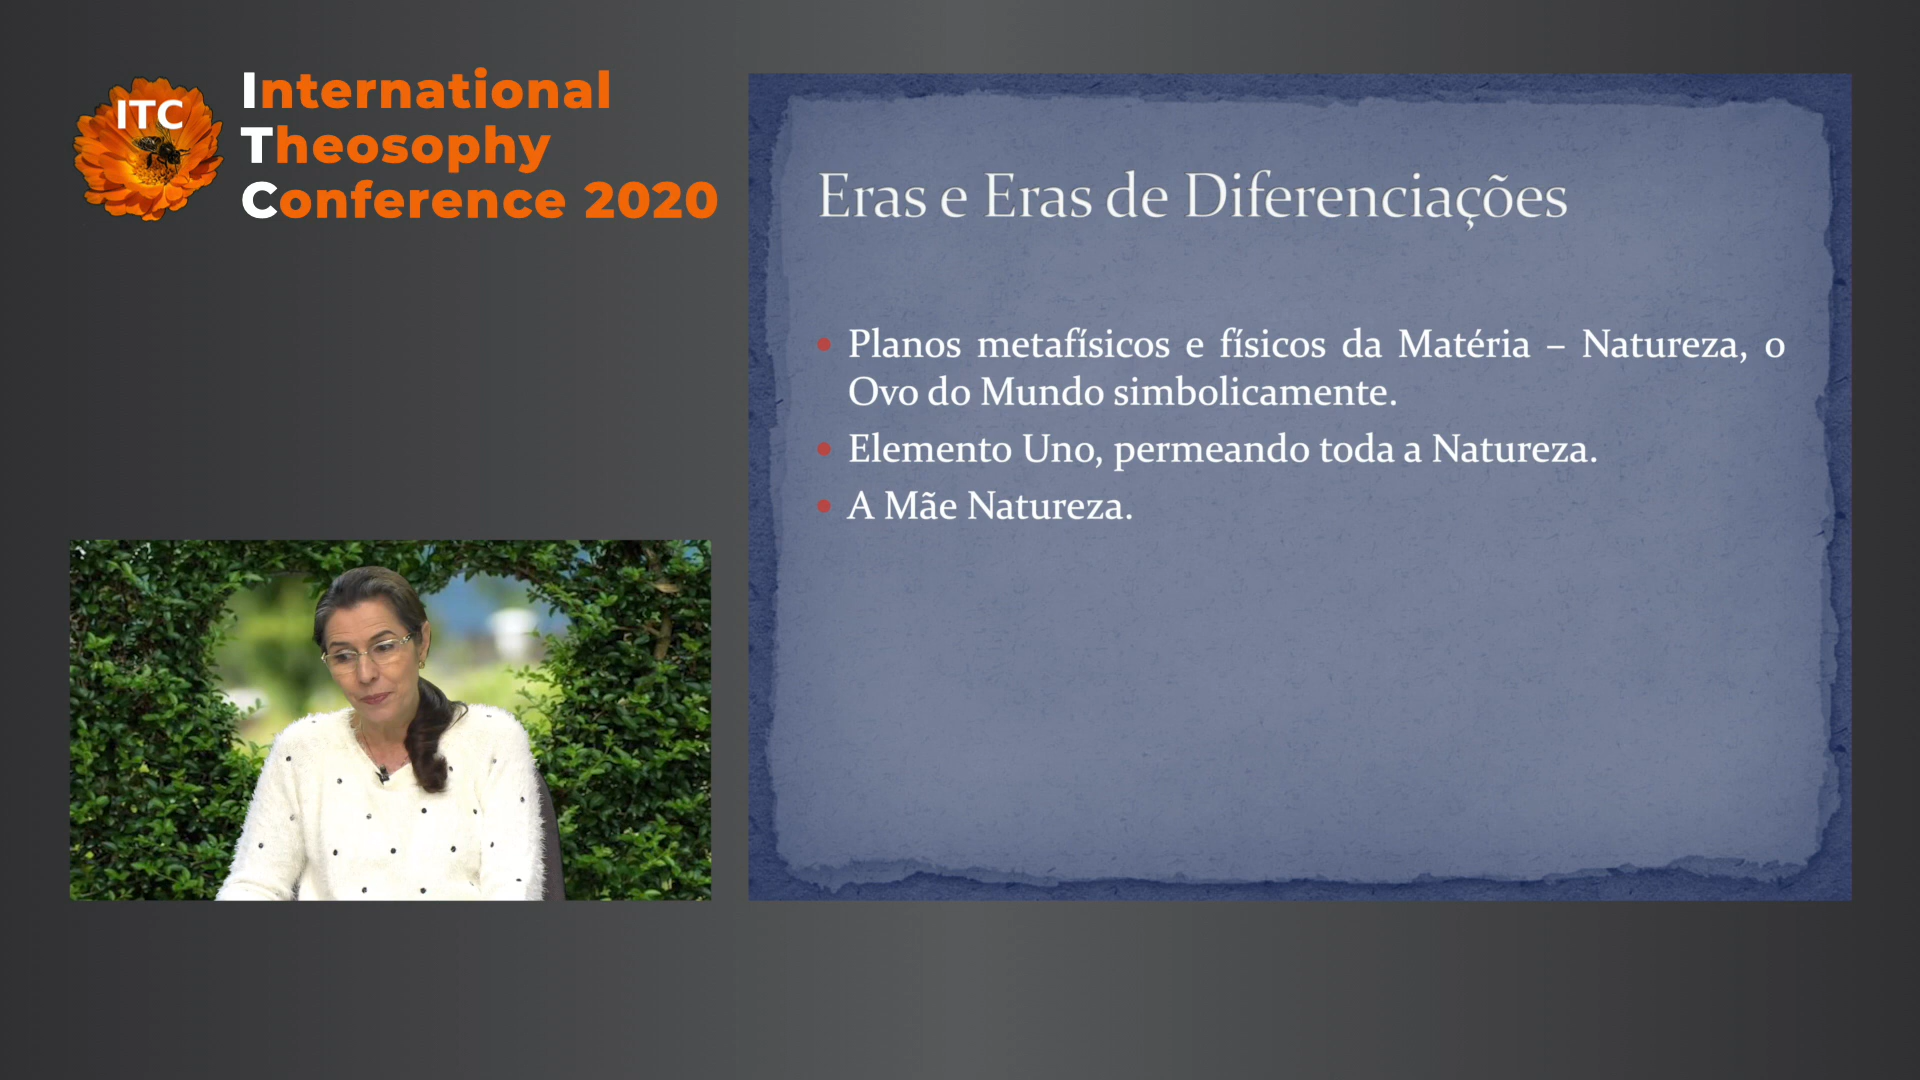 ITC
International
Theosophy
Conference 2020
Eras e Eras de Diferenciações
• Planos metafísicos e físicos da Matéria – Natureza, o
Ovo do Mundo simbolicamente.
• Elemento Uno, permeando toda a Natureza.
• A Mãe Natureza.